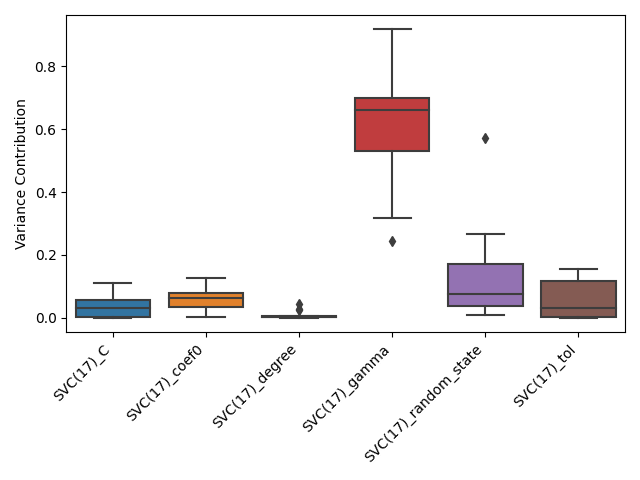 Variance Contribution
0.8
0.6
0.4
0.2
0.0
SVC(17)_C
SVC(17)_coef0
SVC(17)_degree
SVC(17)_gamma
SVC(17)_random_state
SVC(17)_tol